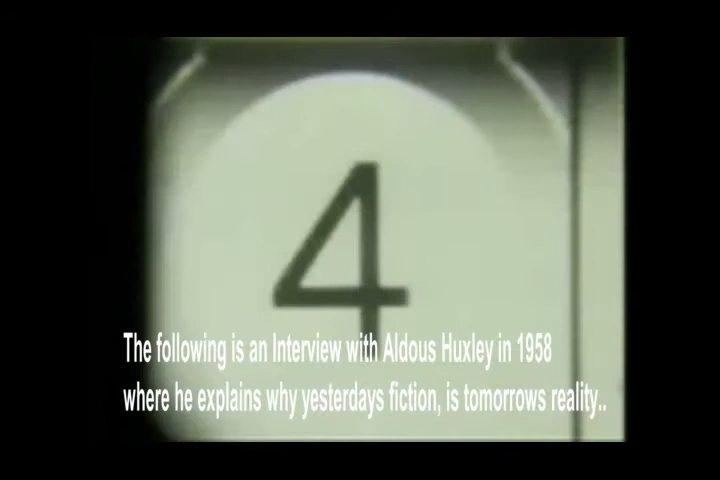 4
The following is an Interview with Aldous Huxley in 1958
where he explains why yesterdays fiction, is tomorrows reality..